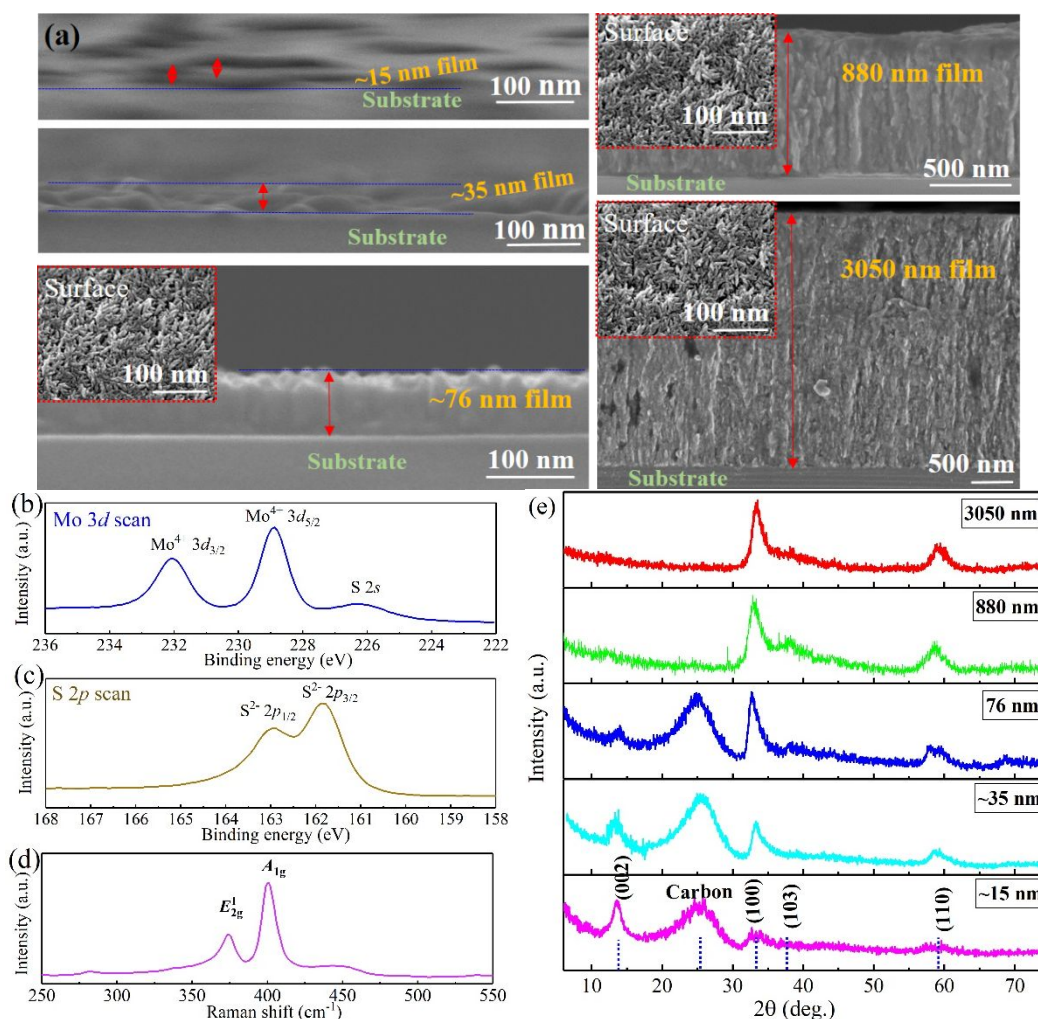 (a)
~15 nm film
Substrate
100 nm
~35 nm film
Substrate
100 nm
Surface
100 nm
~76 nm film
Substrate
100 nm
Surface
100 nm
880 nm film
Substrate
500 nm
Surface
100 nm
3050 nm film
Substrate
500 nm
(b)
Mo 3d scan
Mo⁴⁻ 3d₅/₂
Mo⁴ 3d₃/₂
S 2s
Intensity (a.u.)
236 234 232 230 228 226 224 222
Binding energy (eV)
(c)
S 2p scan
S²⁻ 2p₃/₂
S²⁻ 2p₁/₂
Intensity (a.u.)
168 167 166 165 164 163 162 161 160 159 158
Binding energy (eV)
(d)
A₁g
E¹₂g
Intensity (a.u.)
250 300 350 400 450 500 550
Raman shift (cm⁻¹)
(e)
3050 nm
880 nm
76 nm
~35 nm
~15 nm
(002)
Carbon
(100)
(103)
(110)
Intensity (a.u.)
10 20 30 40 50 60 70
2θ (deg.)